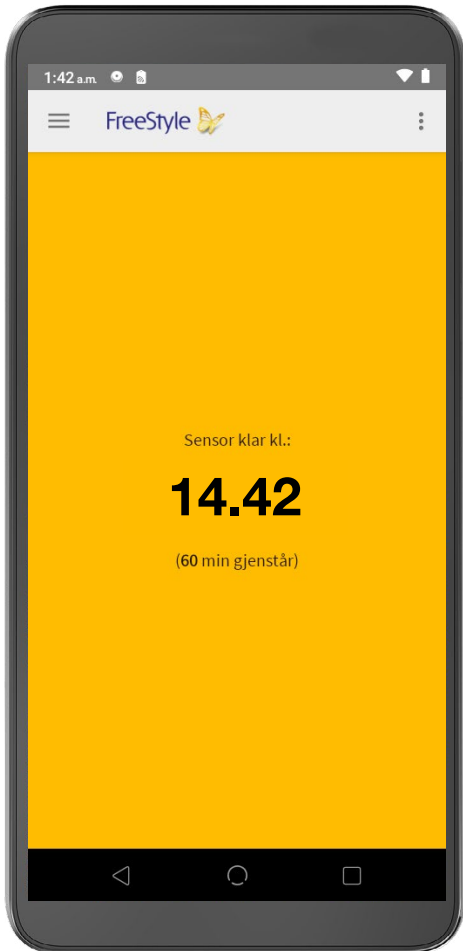 1:42 a.m.
FreeStyle
Sensor klar kl.:
14.42
(60 min gjenstår)